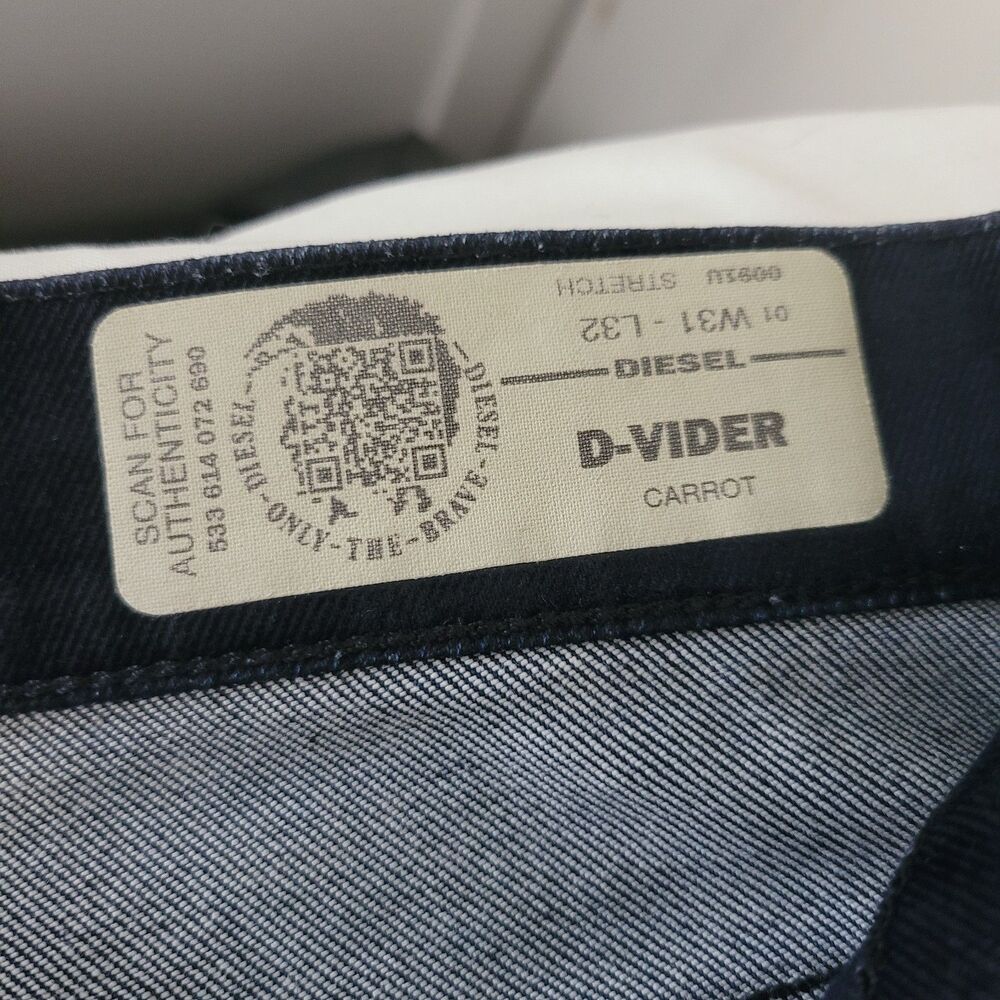 SCAN FOR
AUTHENTICITY
533 614 072 690
DIESEL-ONLY-THE-BRAVE-DIESEL
009ZU STRETCH
01 W31 - L32
DIESEL
D-VIDER
CARROT